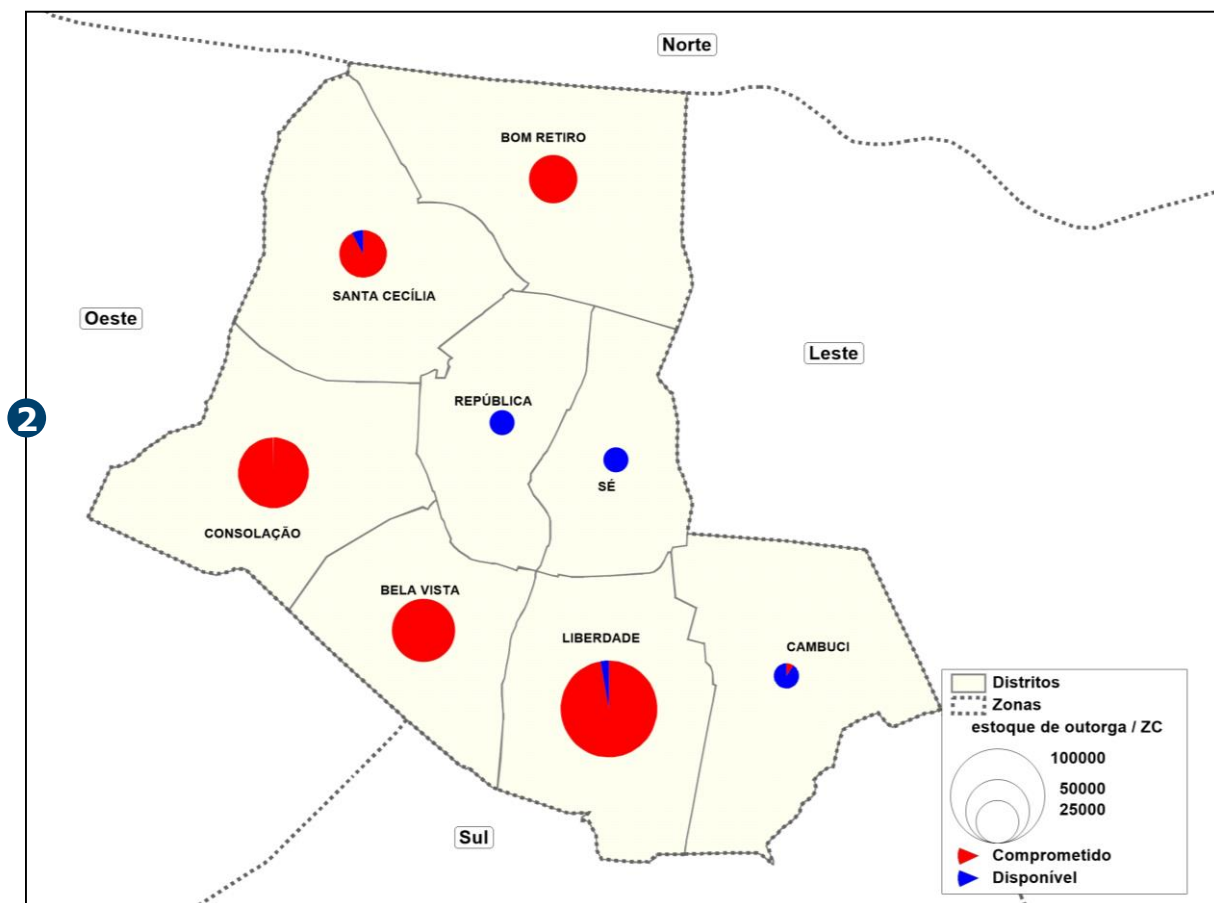 Norte
BOM RETIRO
SANTA CECÍLIA
Oeste
Leste
REPÚBLICA
2
SÉ
CONSOLAÇÃO
BELA VISTA
LIBERDADE
CAMBUCI
Distritos
Zonas
estoque de outorga / ZC
100000
50000
25000
Sul
Comprometido
Disponível